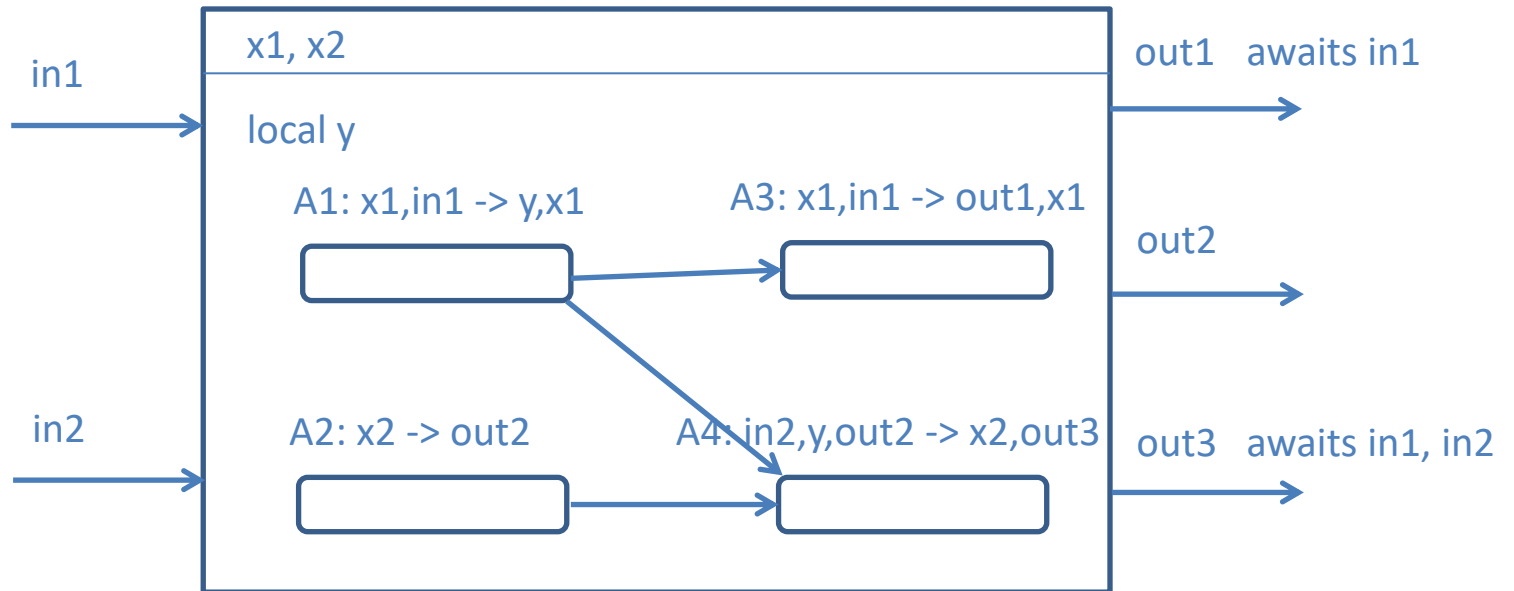 in1
x1, x2
out1 awaits in1
local y
A1: x1,in1 -> y,x1
A3: x1,in1 -> out1,x1
out2
in2
A2: x2 -> out2
A4: in2,y,out2 -> x2,out3
out3 awaits in1, in2